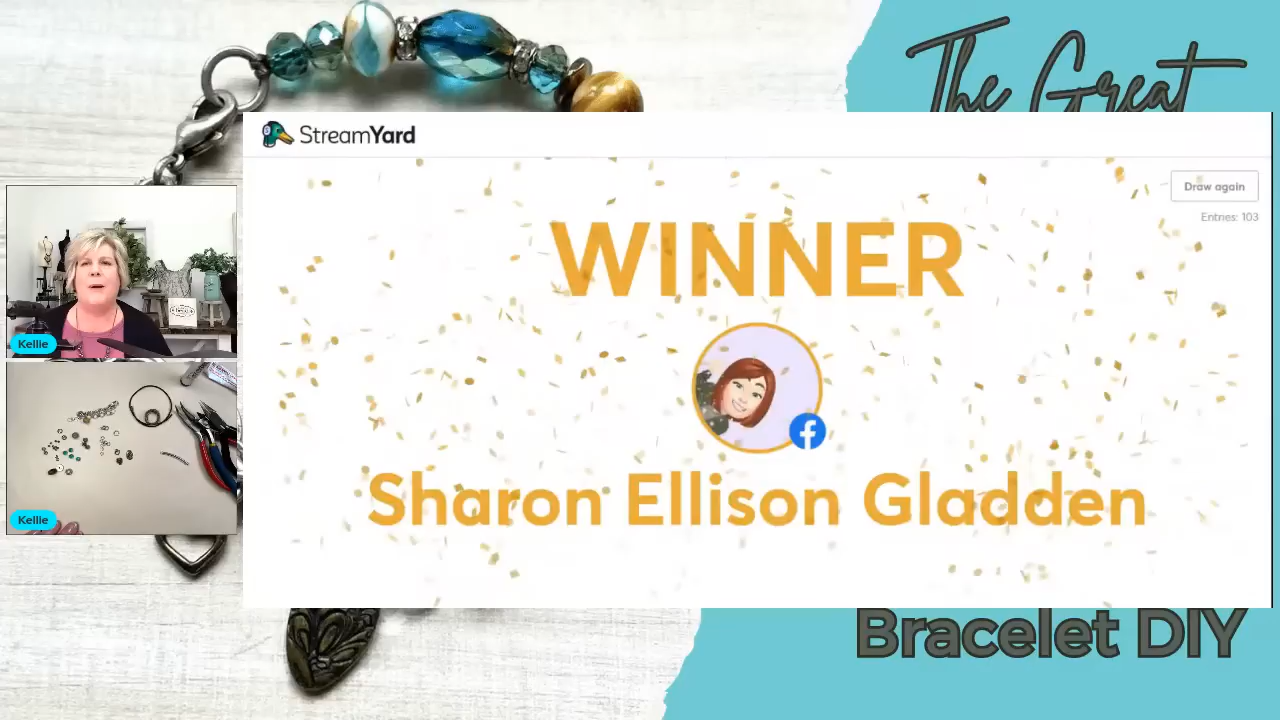 The Great
StreamYard
Draw again
Entries: 103
WINNER
Kellie
Sharon Ellison Gladden
Kellie
Bracelet DIY